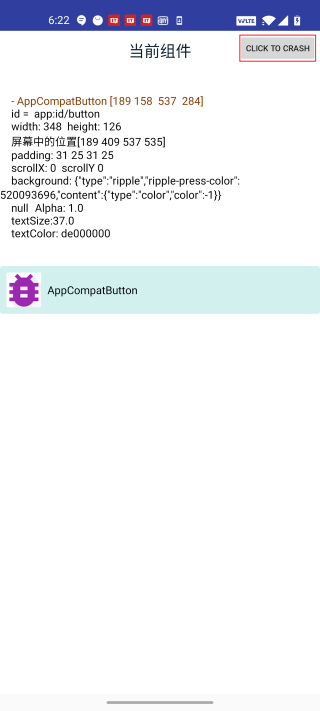 6:22
VoLTE
当前组件
CLICK TO CRASH
- AppCompatButton [189 158  537  284]
id =  app:id/button
width: 348  height: 126
屏幕中的位置[189 409 537 535]
padding: 31 25 31 25
scrollX: 0  scrollY 0
background: {"type":"ripple","ripple-press-color":
520093696,"content":{"type":"color","color":-1}}
null  Alpha: 1.0
textSize:37.0
textColor: de000000
AppCompatButton